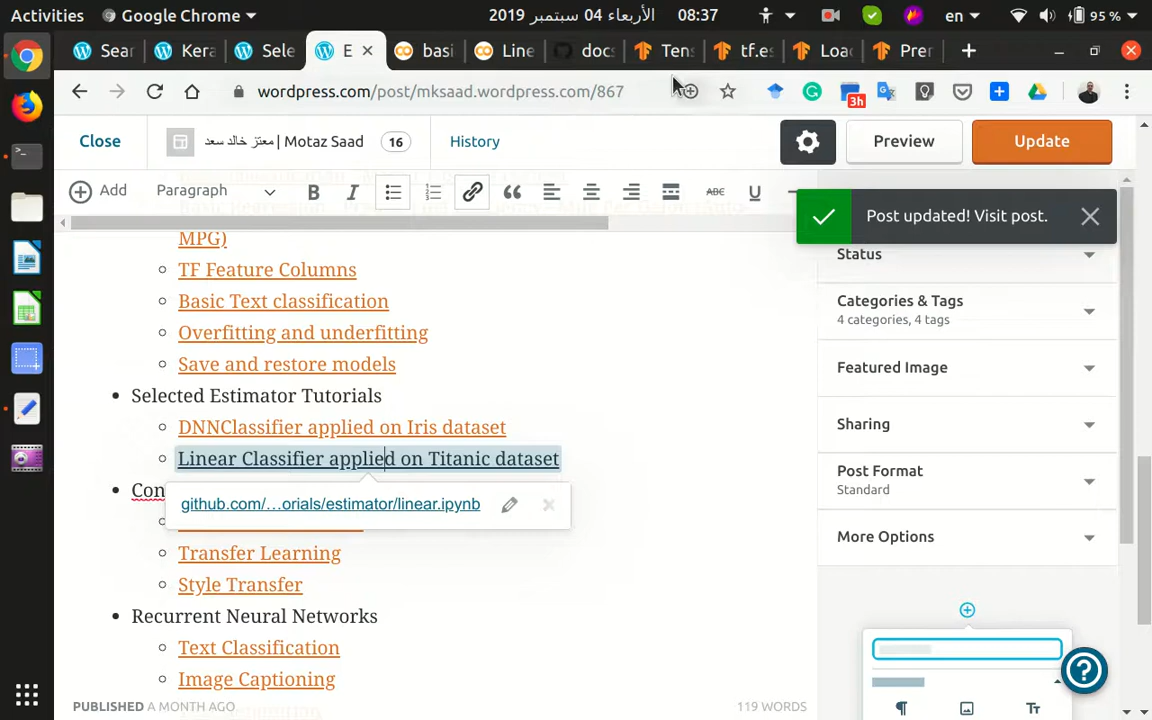 Activities Google Chrome الأربعاء 04 سبتمبر 2019 08:37 en 95 %
Sear Kera Sele E basi Line docs Tens tf.es Loa Prer
wordpress.com/post/mksaad.wordpress.com/867
3h
Close معتز خالد سعد | Motaz Saad 16 History Preview Update
Add Paragraph B I ABC U
Post updated! Visit post.
MPG)
TF Feature Columns
Basic Text classification
Overfitting and underfitting
Save and restore models
Selected Estimator Tutorials
DNNClassifier applied on Iris dataset
Linear Classifier applied on Titanic dataset
Con
github.com/…orials/estimator/linear.ipynb
Transfer Learning
Style Transfer
Recurrent Neural Networks
Text Classification
Image Captioning
PUBLISHED A MONTH AGO 119 WORDS
Status
Categories & Tags
4 categories, 4 tags
Featured Image
Sharing
Post Format
Standard
More Options